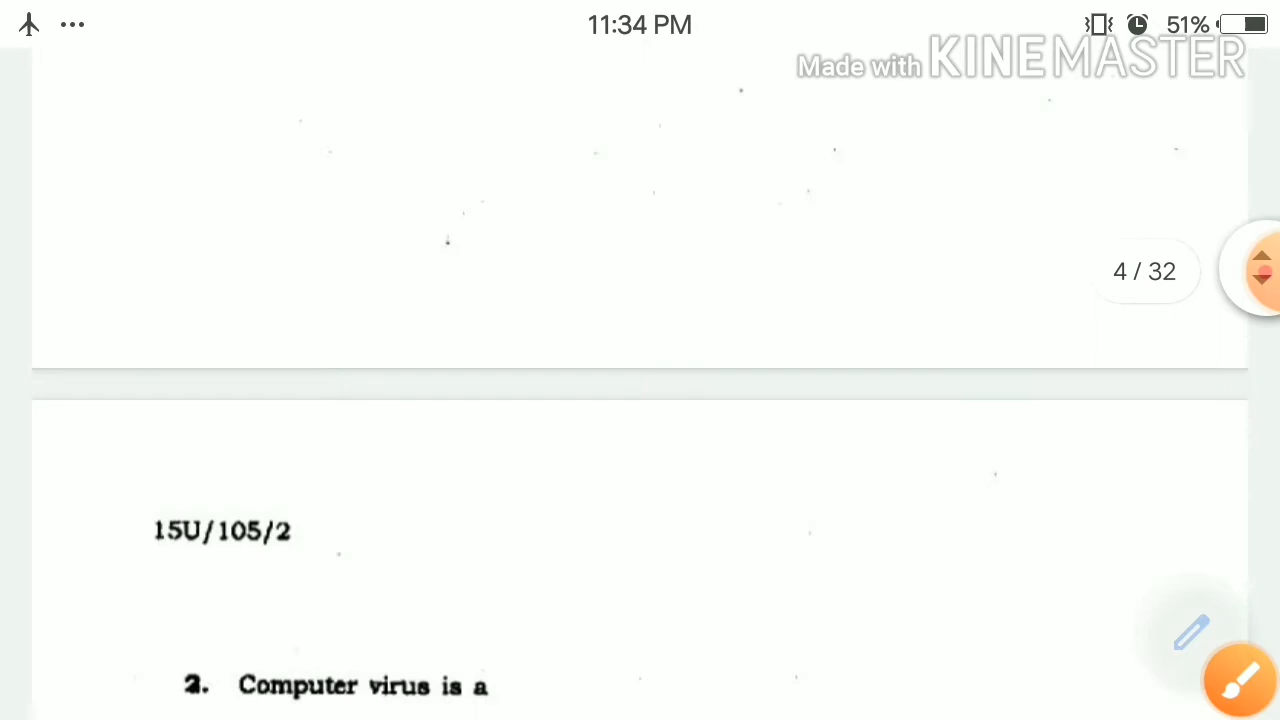 11:34 PM
51%
Made with KINEMASTER
4 / 32
15U/105/2
2. Computer virus is a